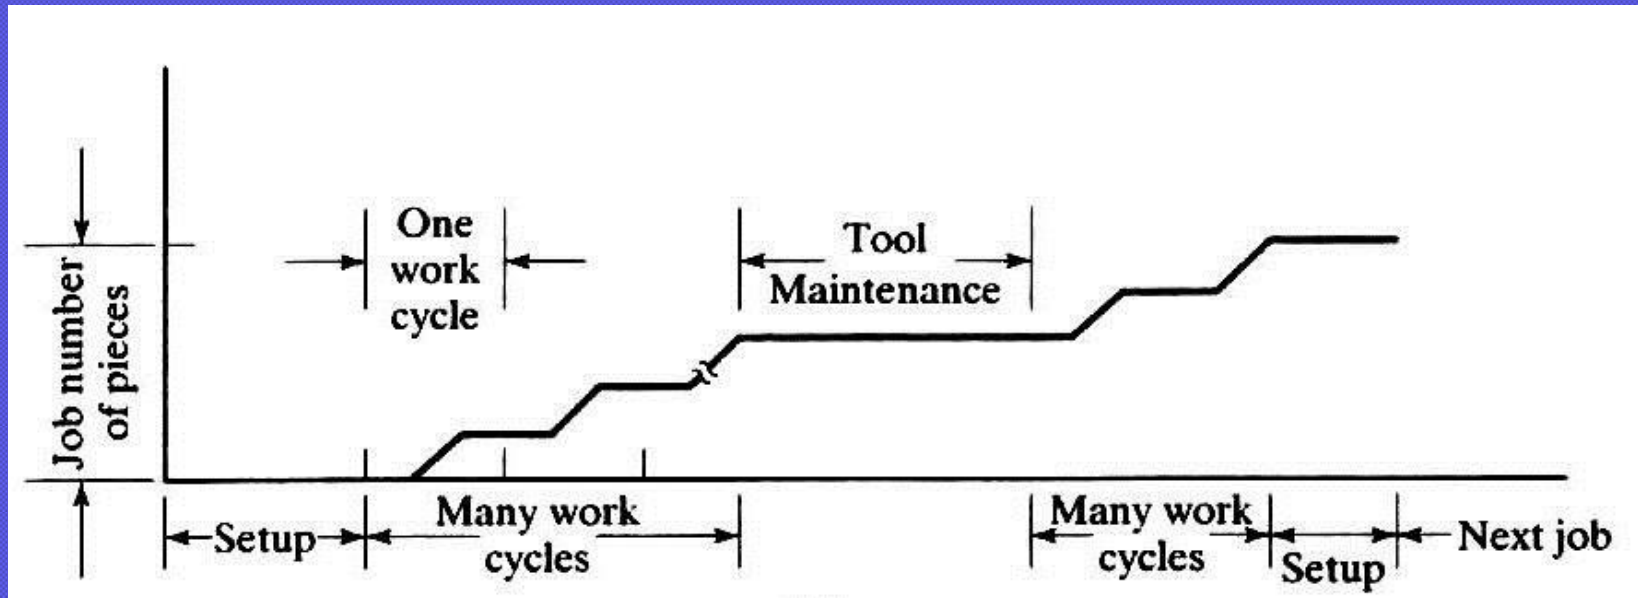 One
work
cycle
Tool
Maintenance
Job number
of pieces
Setup
Many work
cycles
Many work
cycles
Setup
Next job